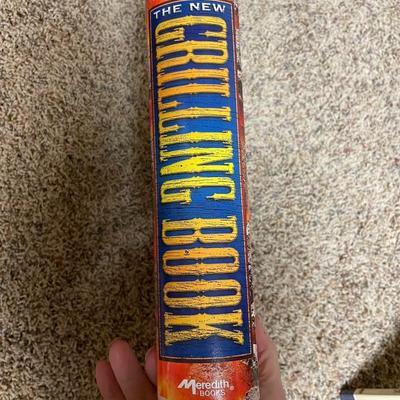 THE NEW
GRILLING BOOK
Meredith
BOOKS